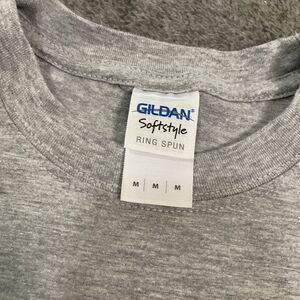 GILDAN®
Softstyle
RING SPUN
M | M | M